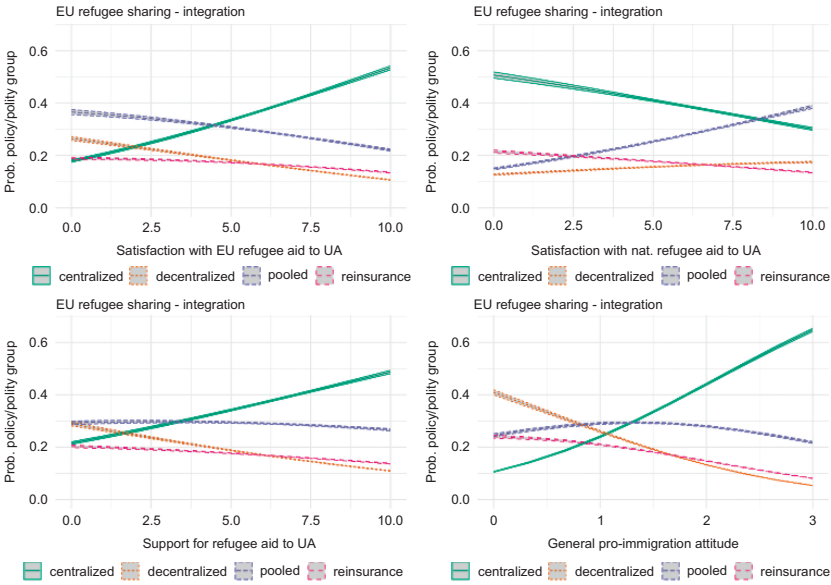 EU refugee sharing - integration
Prob. policy/polity group
0.6
0.4
0.2
0.0
0.0 2.5 5.0 7.5 10.0
Satisfaction with EU refugee aid to UA
centralized decentralized pooled reinsurance
EU refugee sharing - integration
Prob. policy/polity group
0.6
0.4
0.2
0.0
0.0 2.5 5.0 7.5 10.0
Satisfaction with nat. refugee aid to UA
centralized decentralized pooled reinsurance
EU refugee sharing - integration
Prob. policy/polity group
0.6
0.4
0.2
0.0
0.0 2.5 5.0 7.5 10.0
Support for refugee aid to UA
centralized decentralized pooled reinsurance
EU refugee sharing - integration
Prob. policy/polity group
0.6
0.4
0.2
0.0
0 1 2 3
General pro-immigration attitude
centralized decentralized pooled reinsurance